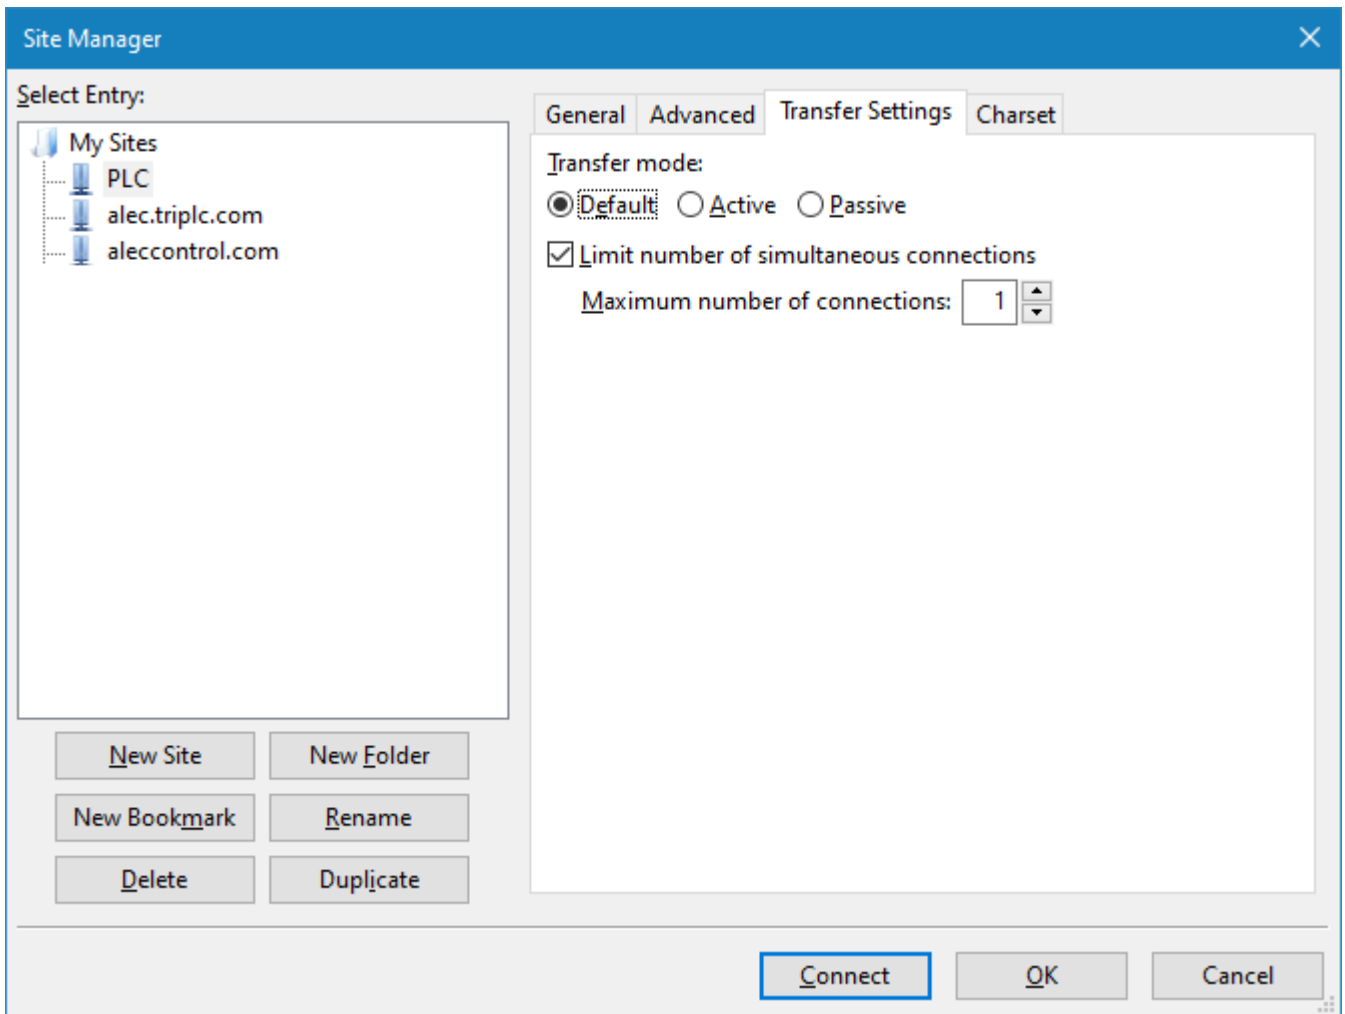 Site Manager
Select Entry:
My Sites
PLC
alec.triplc.com
aleccontrol.com
New Site
New Folder
New Bookmark
Rename
Delete
Duplicate
General
Advanced
Transfer Settings
Charset
Transfer mode:
Default
Active
Passive
Limit number of simultaneous connections
Maximum number of connections: 1
Connect
OK
Cancel